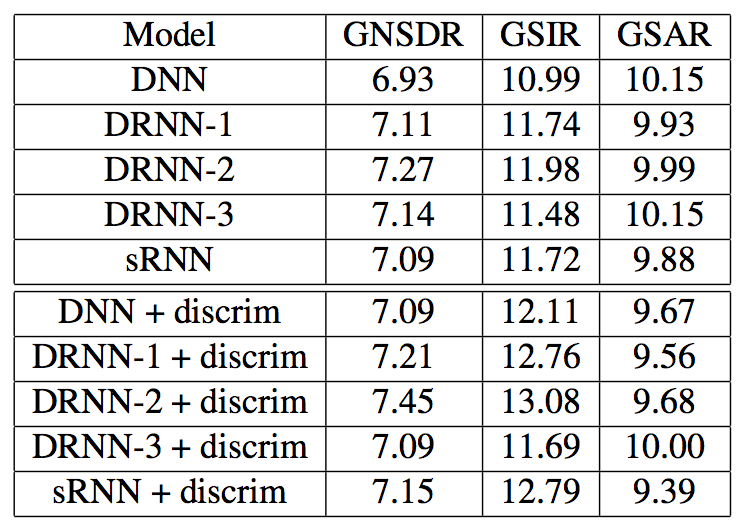 Model GNSDR GSIR GSAR
DNN 6.93 10.99 10.15
DRNN-1 7.11 11.74 9.93
DRNN-2 7.27 11.98 9.99
DRNN-3 7.14 11.48 10.15
sRNN 7.09 11.72 9.88
DNN + discrim 7.09 12.11 9.67
DRNN-1 + discrim 7.21 12.76 9.56
DRNN-2 + discrim 7.45 13.08 9.68
DRNN-3 + discrim 7.09 11.69 10.00
sRNN + discrim 7.15 12.79 9.39